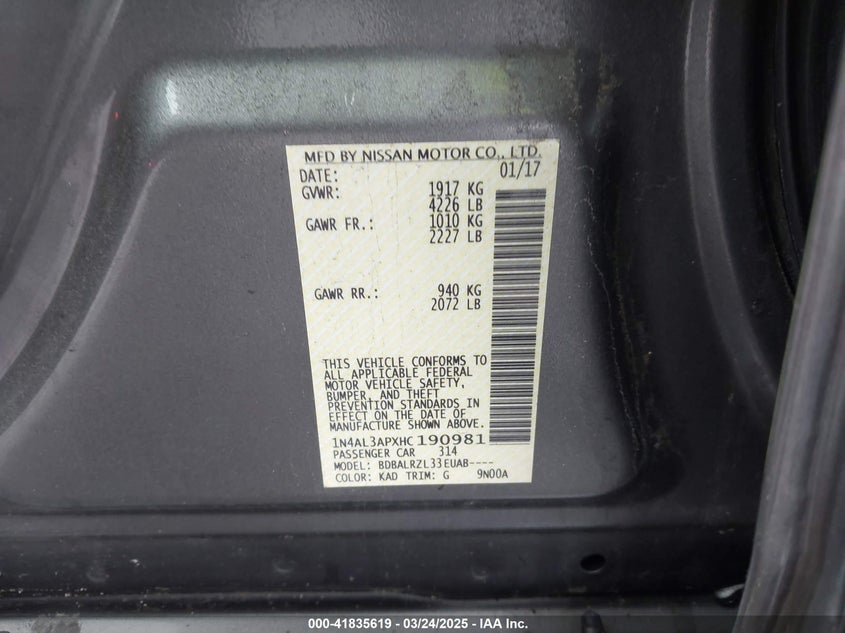 MFD BY NISSAN MOTOR CO., LTD.
DATE: 01/17
GVWR: 1917 KG
4226 LB
GAWR FR.: 1010 KG
2227 LB
GAWR RR.: 940 KG
2072 LB
THIS VEHICLE CONFORMS TO
ALL APPLICABLE FEDERAL
MOTOR VEHICLE SAFETY,
BUMPER, AND THEFT
PREVENTION STANDARDS IN
EFFECT ON THE DATE OF
MANUFACTURE SHOWN ABOVE.
1N4AL3APXHC190981
PASSENGER CAR 314
MODEL: BDBALRZL33EUAB----
COLOR: KAD TRIM: G 9N00A
000-41835619 - 03/24/2025 - IAAI.com